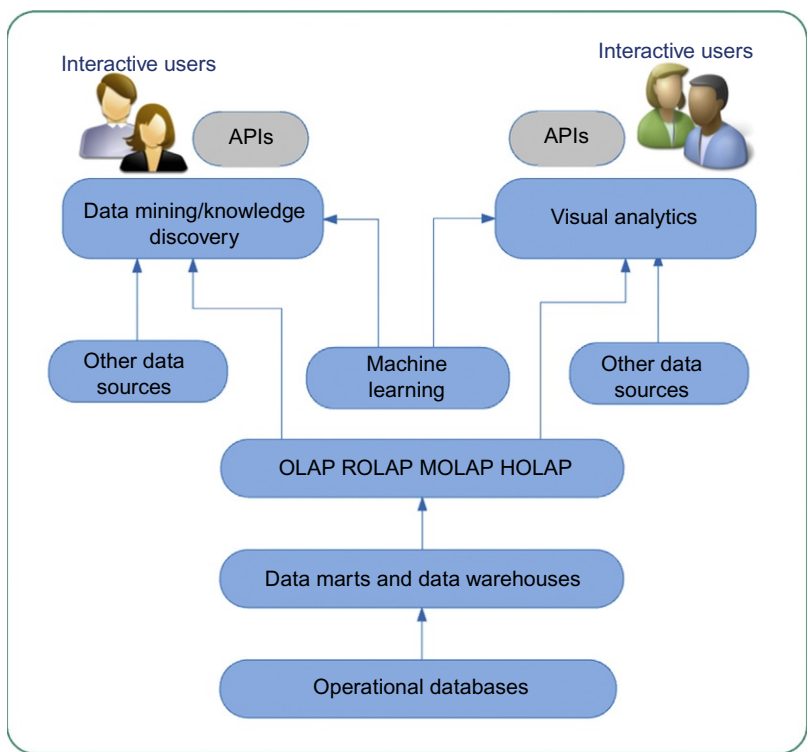 Interactive users
Interactive users
APIs
APIs
Data mining/knowledge
discovery
Visual analytics
Other data
sources
Machine
learning
Other data
sources
OLAP ROLAP MOLAP HOLAP
Data marts and data warehouses
Operational databases